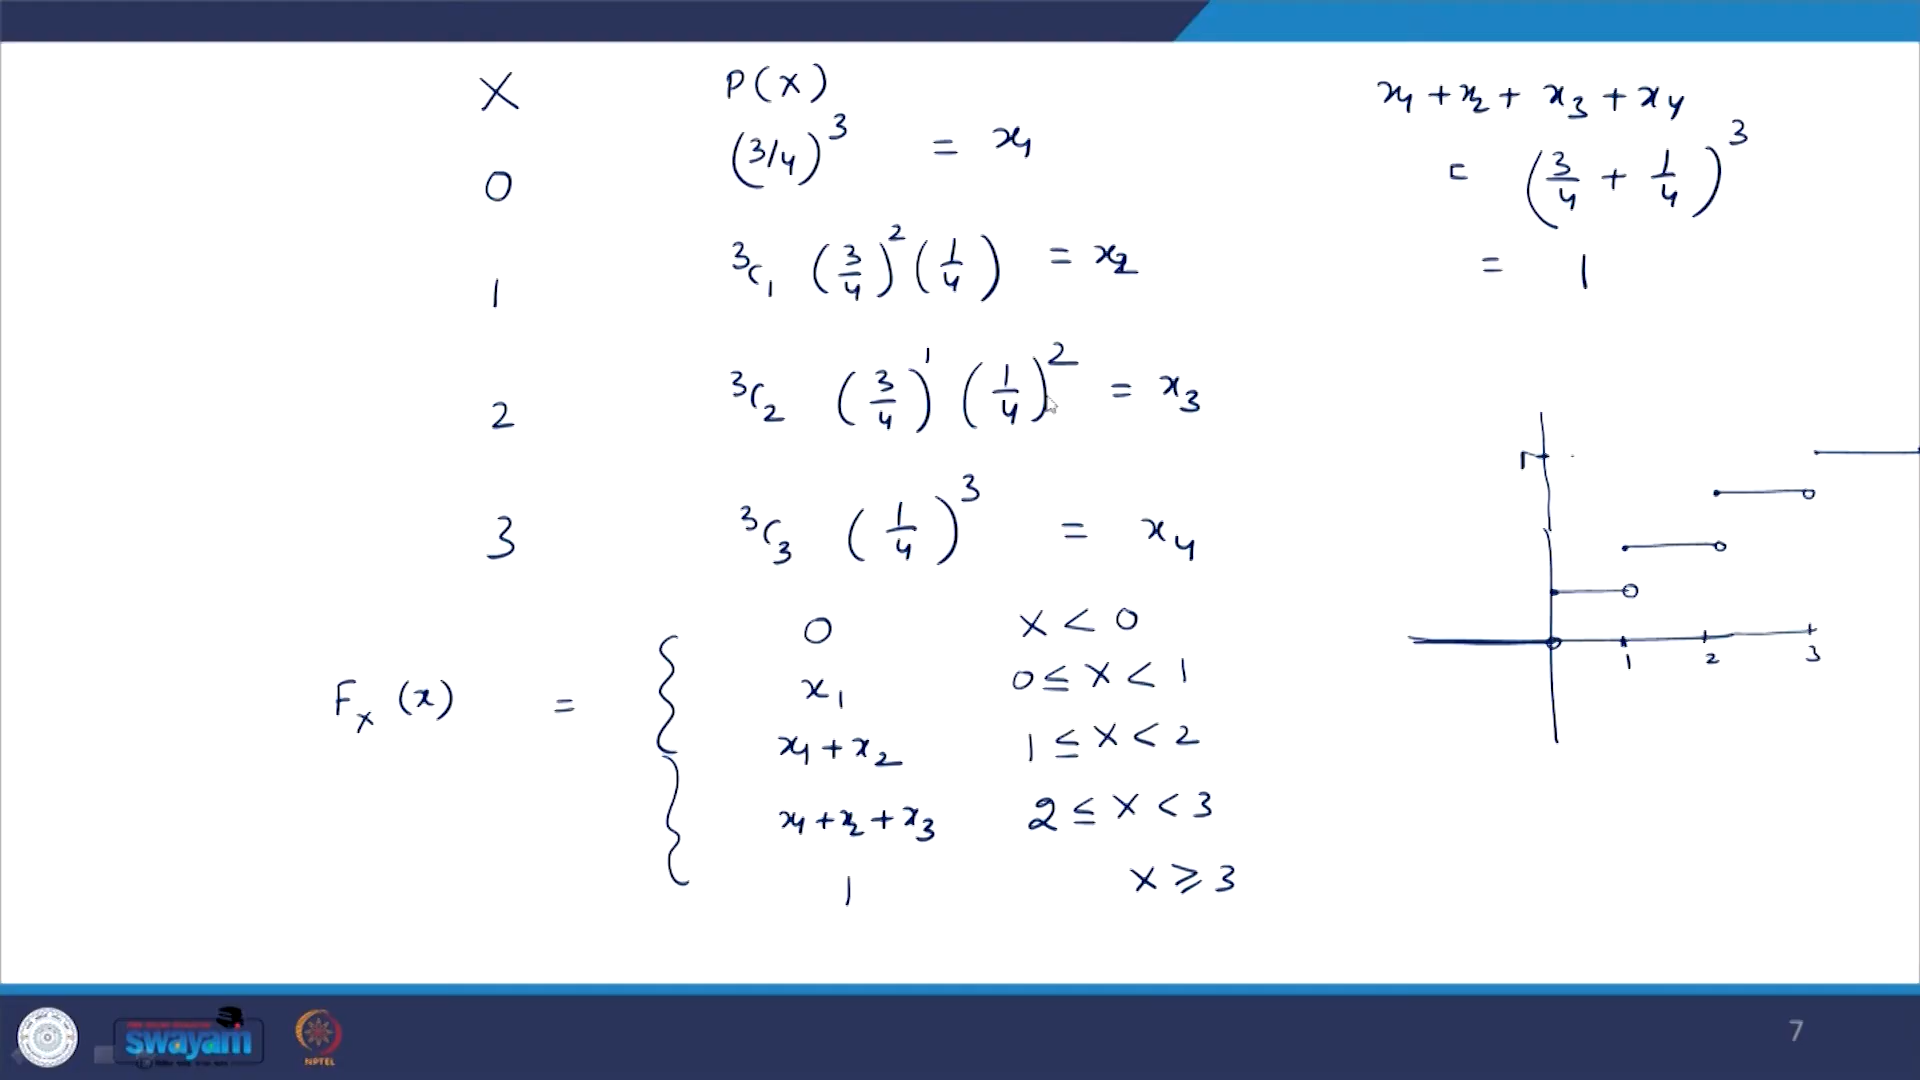 X P(X)
0 (3/4)^3 = x1
1 3C1 (3/4)^2 (1/4) = x2
2 3C2 (3/4)^1 (1/4)^2 = x3
3 3C3 (1/4)^3 = x4
x1 + x2 + x3 + x4
= (3/4 + 1/4)^3
= 1
1
1 2 3
F_X (x) = {
0 X < 0
x1 0 ≤ X < 1
x1 + x2 1 ≤ X < 2
x1 + x2 + x3 2 ≤ X < 3
1 X ≥ 3
swayam
NPTEL
7